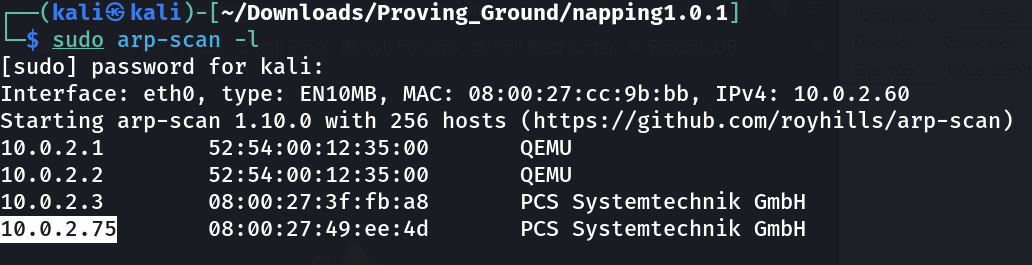 ┌──(kali㉿kali)-[~/Downloads/Proving_Ground/napping1.0.1]
└─$ sudo arp-scan -l
[sudo] password for kali:
Interface: eth0, type: EN10MB, MAC: 08:00:27:cc:9b:bb, IPv4: 10.0.2.60
Starting arp-scan 1.10.0 with 256 hosts (https://github.com/royhills/arp-scan)
10.0.2.1 52:54:00:12:35:00 QEMU
10.0.2.2 52:54:00:12:35:00 QEMU
10.0.2.3 08:00:27:3f:fb:a8 PCS Systemtechnik GmbH
10.0.2.75 08:00:27:49:ee:4d PCS Systemtechnik GmbH